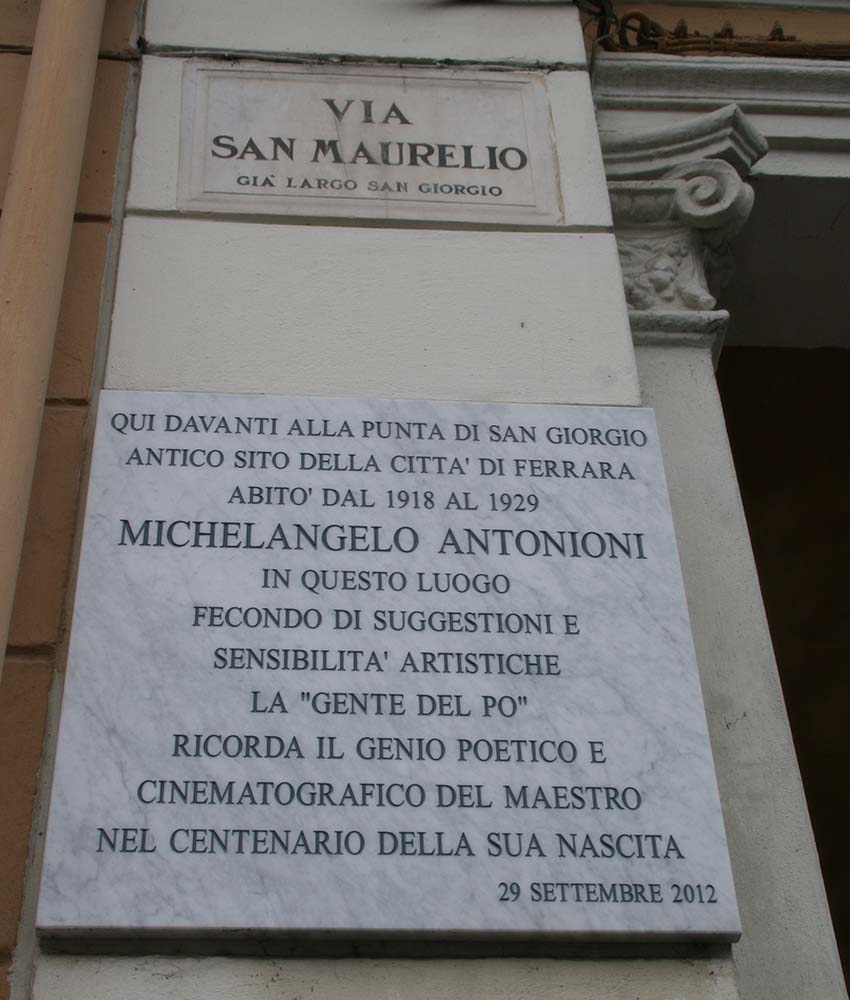 VIA
SAN MAURELIO
GIA' LARGO SAN GIORGIO
QUI DAVANTI ALLA PUNTA DI SAN GIORGIO
ANTICO SITO DELLA CITTA' DI FERRARA
ABITO' DAL 1918 AL 1929
MICHELANGELO ANTONIONI
IN QUESTO LUOGO
FECONDO DI SUGGESTIONI E
SENSIBILITA' ARTISTICHE
LA "GENTE DEL PO"
RICORDA IL GENIO POETICO E
CINEMATOGRAFICO DEL MAESTRO
NEL CENTENARIO DELLA SUA NASCITA
29 SETTEMBRE 2012